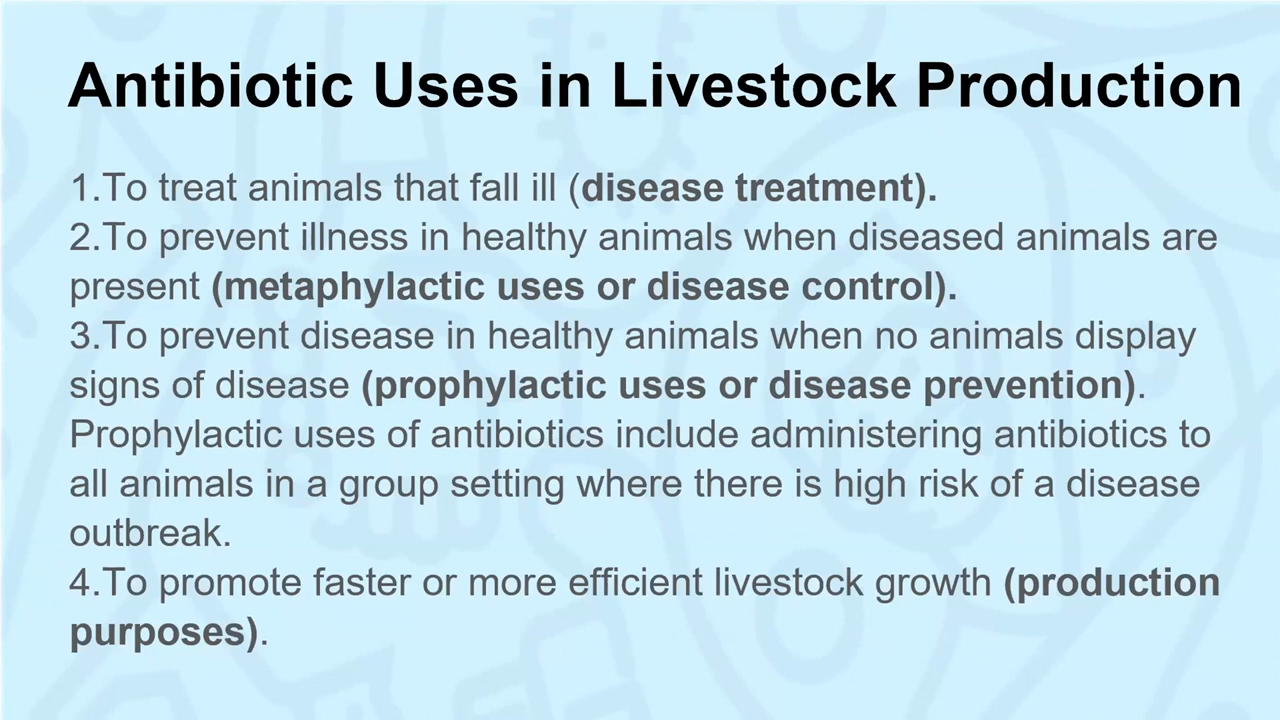 Antibiotic Uses in Livestock Production
1.To treat animals that fall ill (disease treatment).
2.To prevent illness in healthy animals when diseased animals are
present (metaphylactic uses or disease control).
3.To prevent disease in healthy animals when no animals display
signs of disease (prophylactic uses or disease prevention).
Prophylactic uses of antibiotics include administering antibiotics to
all animals in a group setting where there is high risk of a disease
outbreak.
4.To promote faster or more efficient livestock growth (production
purposes).